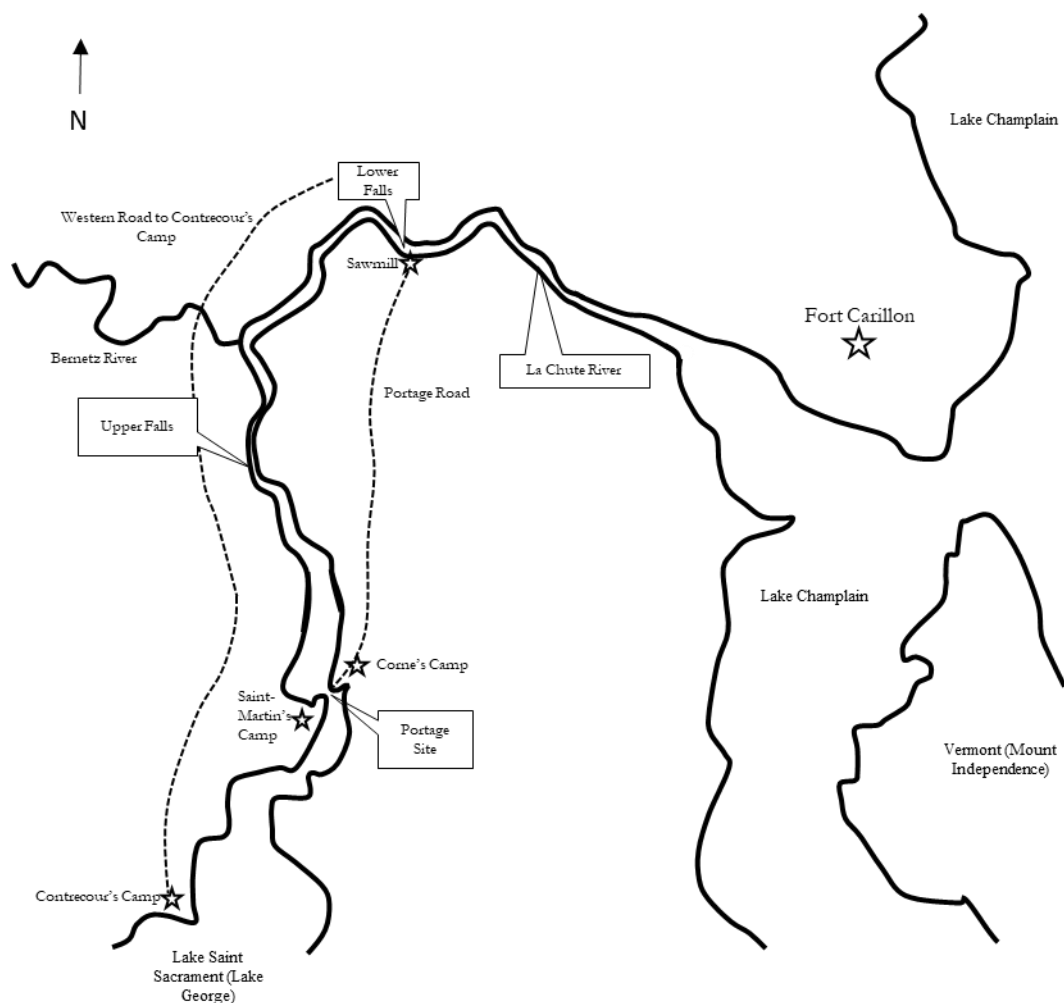 Lake Champlain
N
Lower
Falls
Western Road to Contrecour's
Camp
Sawmill
Fort Carillon
Bernetz River
La Chute River
Portage Road
Upper Falls
Lake Champlain
Corne's Camp
Saint-
Martin's
Camp
Portage
Site
Vermont (Mount
Independence)
Contrecour's Camp
Lake Saint
Sacrament (Lake
George)